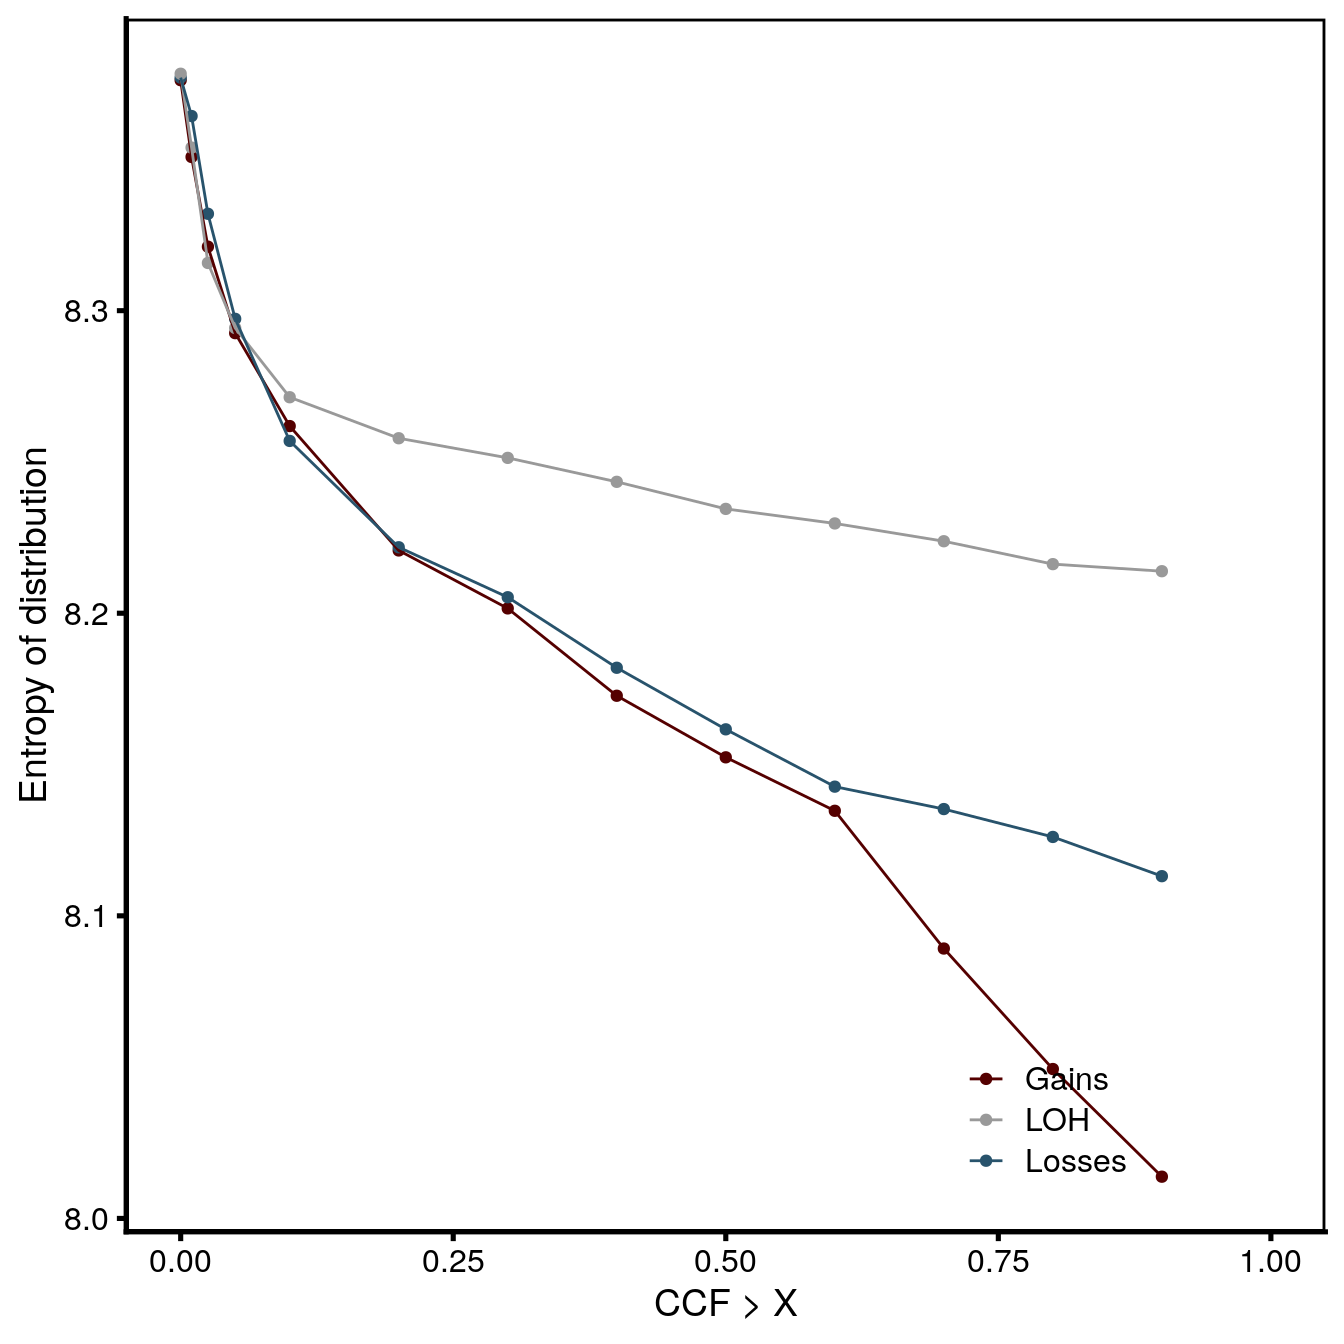 8.3
8.2
8.1
8.0
Entropy of distribution
Gains
LOH
Losses
0.00 0.25 0.50 0.75 1.00
CCF > X